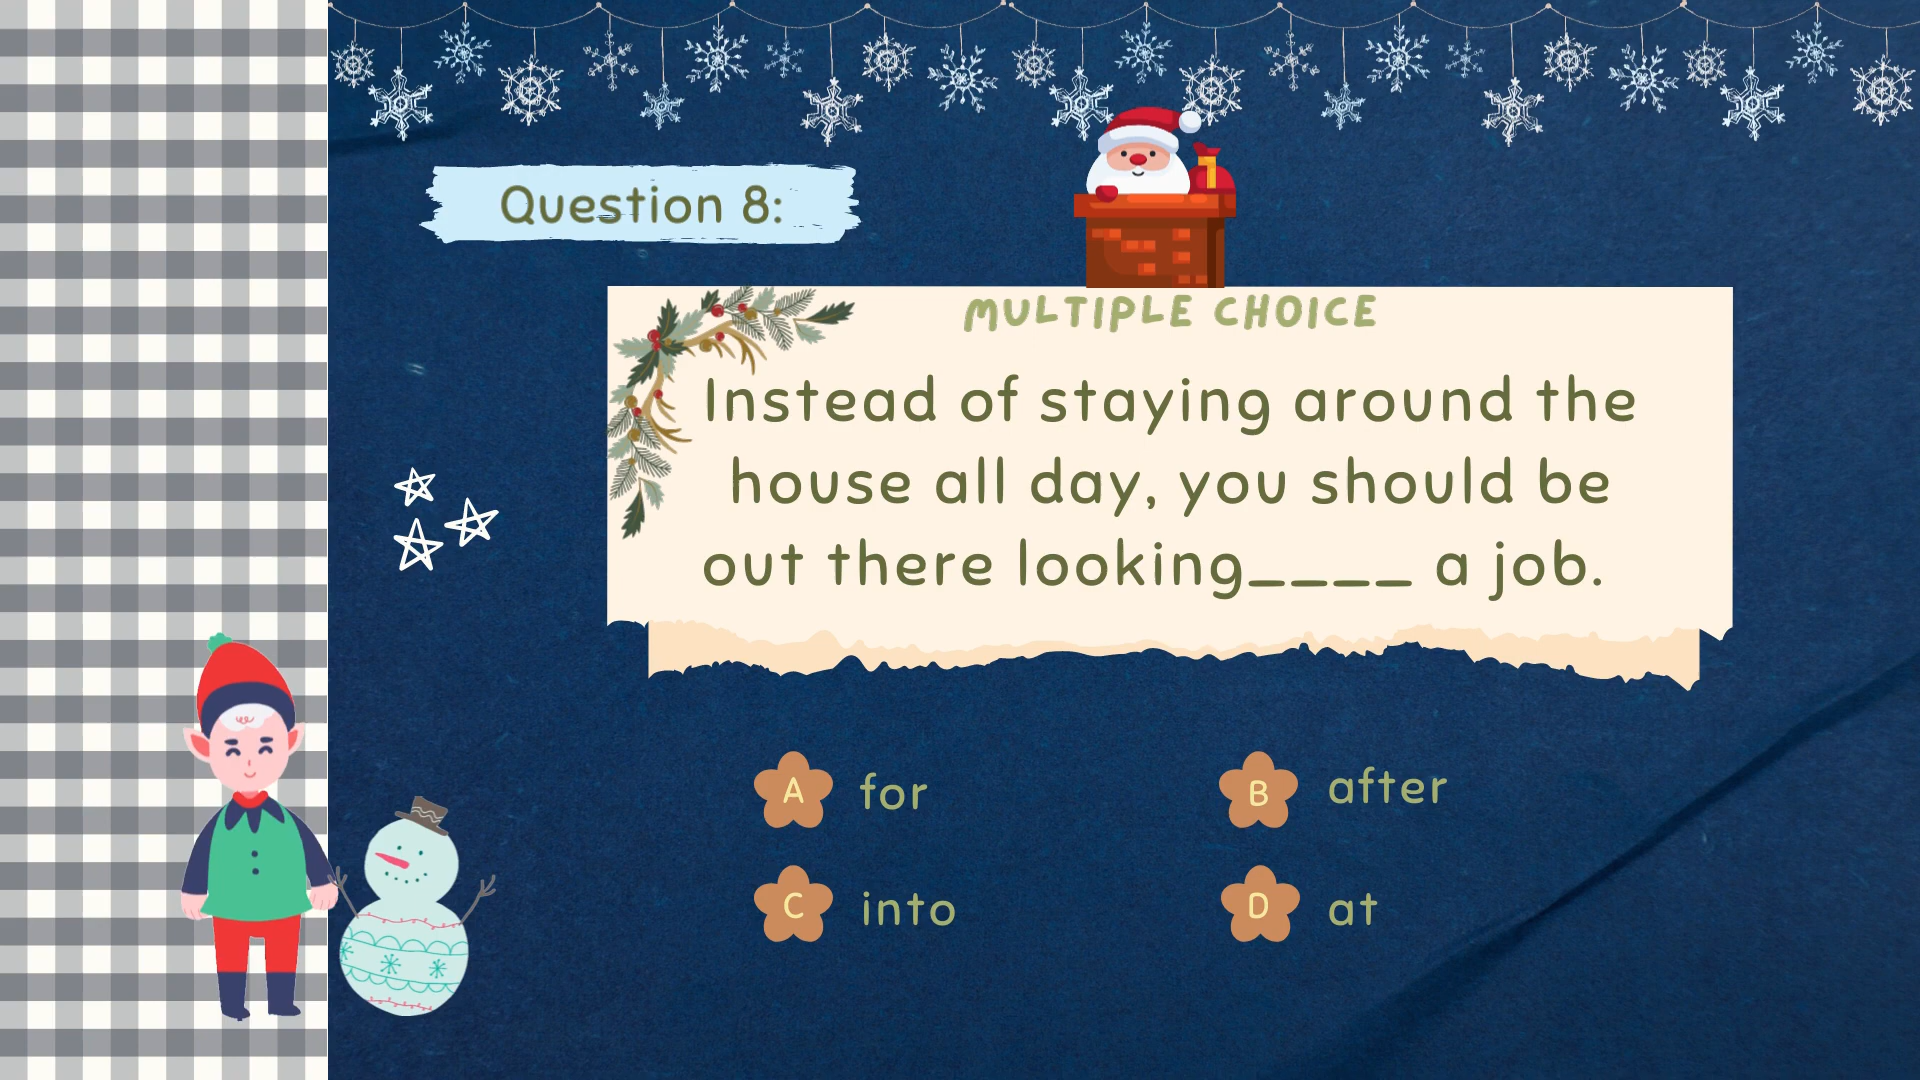 Question 8:
MULTIPLE CHOICE
Instead of staying around the
house all day, you should be
out there looking____ a job.
A for
B after
C into
D at